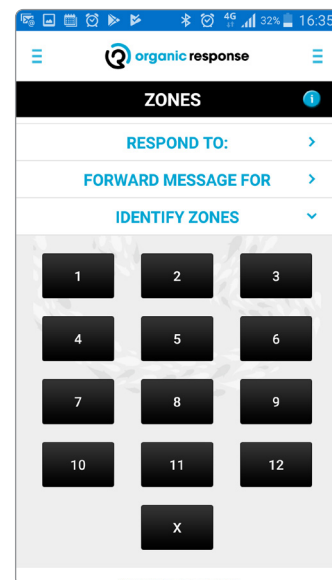 4G 32% 16:35
organic response
ZONES i
RESPOND TO:
FORWARD MESSAGE FOR
IDENTIFY ZONES
1 2 3
4 5 6
7 8 9
10 11 12
X